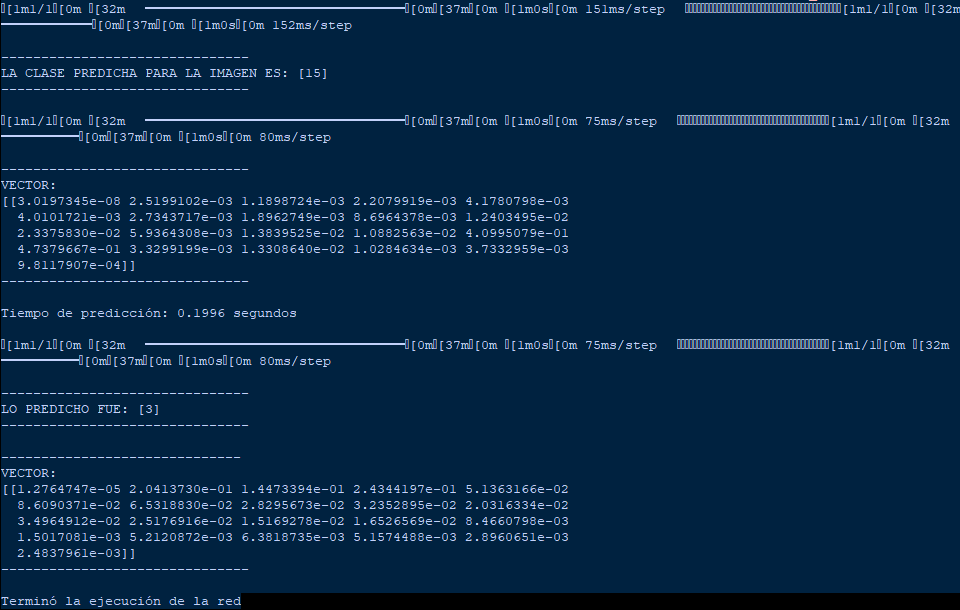 [1m1/1[0m [32m ━━━━━━━━━━━━━━━━━━━━[0m[37m[0m [1m0s[0m 151ms/step [1m1/1[0m [32m
━━━━━━━━━━━━━━━━━━━━[0m[37m[0m [1m0s[0m 152ms/step
-------------------------------
LA CLASE PREDICHA PARA LA IMAGEN ES: [15]
-------------------------------
[1m1/1[0m [32m ━━━━━━━━━━━━━━━━━━━━[0m[37m[0m [1m0s[0m 75ms/step [1m1/1[0m [32m
━━━━━━━━━━━━━━━━━━━━[0m[37m[0m [1m0s[0m 80ms/step
-------------------------------
VECTOR:
[[3.0197345e-08 2.5199102e-03 1.1898724e-03 2.2079919e-03 4.1780798e-03
4.0101721e-03 2.7343717e-03 1.8962749e-03 8.6964378e-03 1.2403495e-02
2.3375830e-02 5.9364308e-03 1.3839525e-02 1.0882563e-02 4.0995079e-01
4.7379667e-01 3.3299199e-03 1.3308640e-02 1.0284634e-03 3.7332959e-03
9.8117907e-04]]
-------------------------------
Tiempo de predicción: 0.1996 segundos
[1m1/1[0m [32m ━━━━━━━━━━━━━━━━━━━━[0m[37m[0m [1m0s[0m 75ms/step [1m1/1[0m [32m
━━━━━━━━━━━━━━━━━━━━[0m[37m[0m [1m0s[0m 80ms/step
-------------------------------
LO PREDICHO FUE: [3]
-------------------------------
------------------------------
VECTOR:
[[1.2764747e-05 2.0413730e-01 1.4473394e-01 2.4344197e-01 5.1363166e-02
8.6090371e-02 6.5318830e-02 2.8295673e-02 3.2352895e-02 2.0316334e-02
3.4964912e-02 2.5176916e-02 1.5169278e-02 1.6526569e-02 8.4660798e-03
1.5017081e-03 5.2120872e-03 6.3818735e-03 5.1574488e-03 2.8960651e-03
2.4837961e-03]]
-------------------------------
Terminó la ejecución de la red